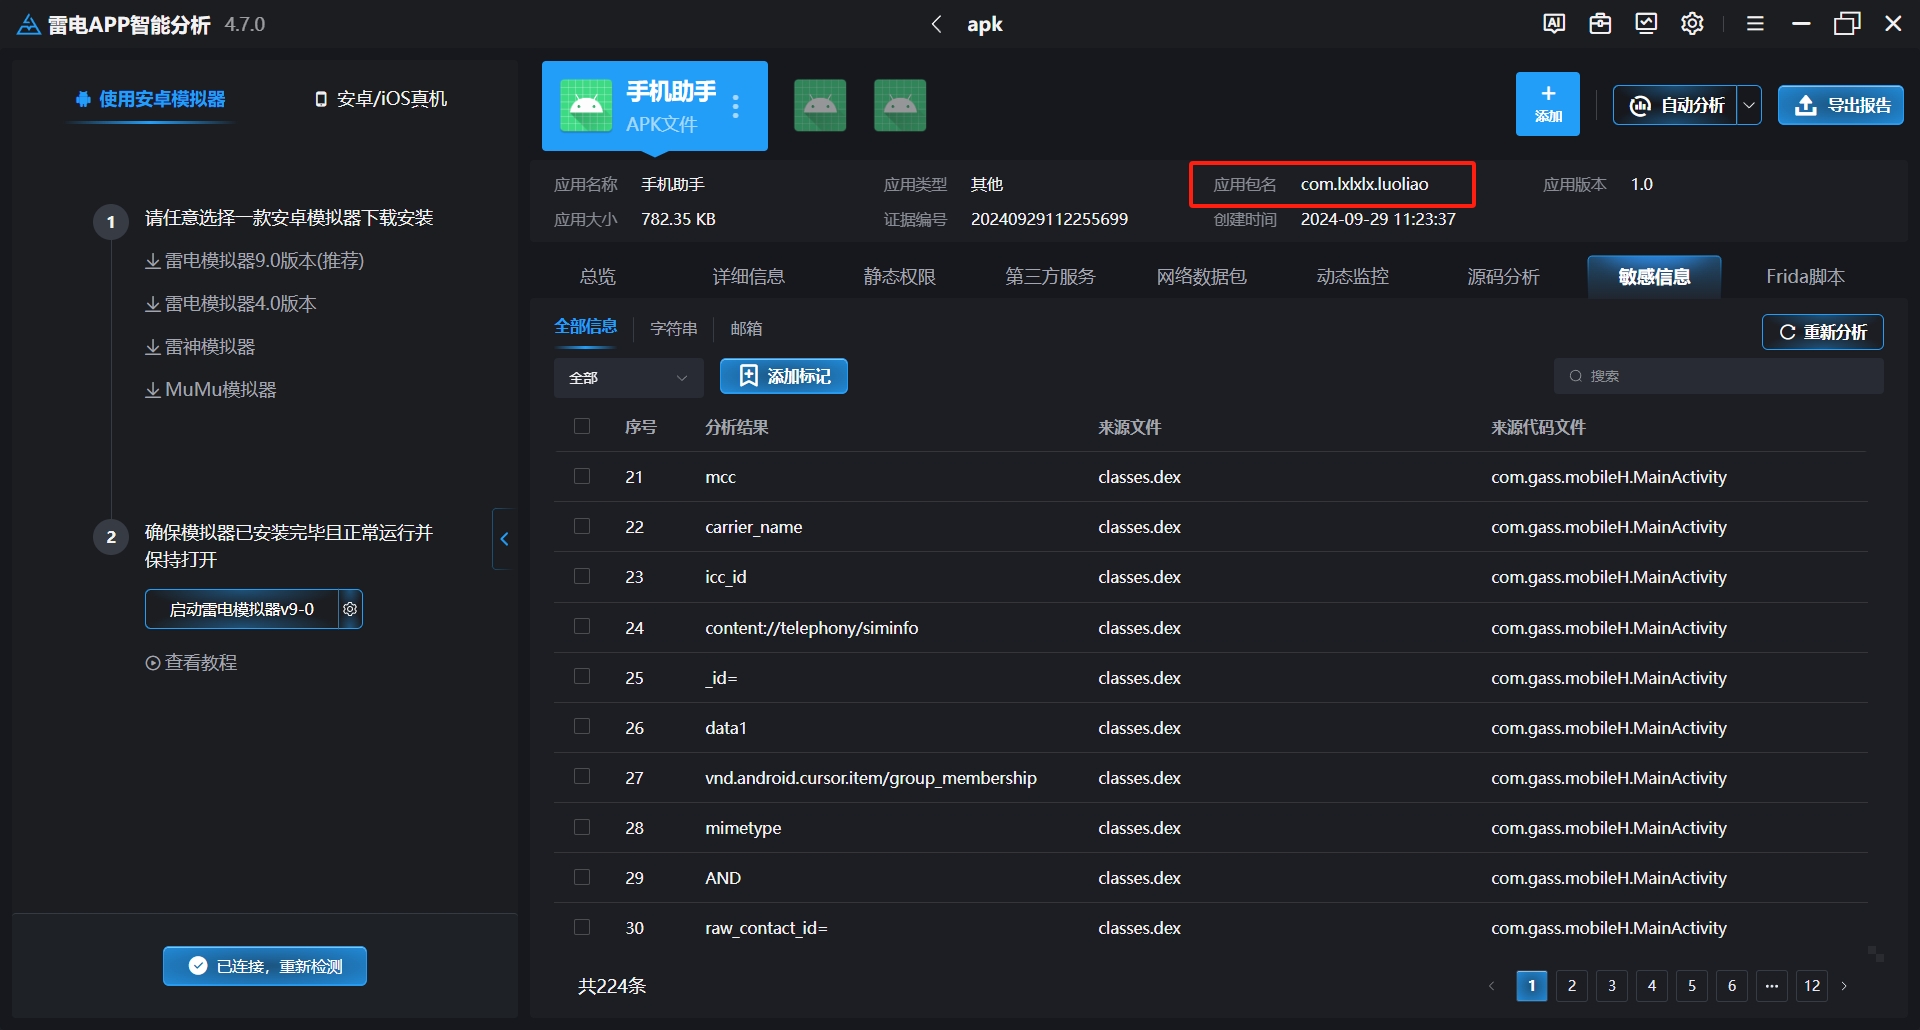 雷电APP智能分析 4.7.0
apk
AI
使用安卓模拟器
安卓/iOS真机
1
请任意选择一款安卓模拟器下载安装
雷电模拟器9.0版本(推荐)
雷电模拟器4.0版本
雷神模拟器
MuMu模拟器
2
确保模拟器已安装完毕且正常运行并
保持打开
启动雷电模拟器v9-0
查看教程
已连接，重新检测
手机助手
APK文件
+
添加
自动分析
导出报告
应用名称 手机助手 应用类型 其他 应用包名 com.lxlxlx.luoliao 应用版本 1.0
应用大小 782.35 KB 证据编号 20240929112255699 创建时间 2024-09-29 11:23:37
总览 详细信息 静态权限 第三方服务 网络数据包 动态监控 源码分析 敏感信息 Frida脚本
全部信息 字符串 邮箱
重新分析
全部 添加标记 搜索
序号 分析结果 来源文件 来源代码文件
21 mcc classes.dex com.gass.mobileH.MainActivity
22 carrier_name classes.dex com.gass.mobileH.MainActivity
23 icc_id classes.dex com.gass.mobileH.MainActivity
24 content://telephony/siminfo classes.dex com.gass.mobileH.MainActivity
25 _id= classes.dex com.gass.mobileH.MainActivity
26 data1 classes.dex com.gass.mobileH.MainActivity
27 vnd.android.cursor.item/group_membership classes.dex com.gass.mobileH.MainActivity
28 mimetype classes.dex com.gass.mobileH.MainActivity
29 AND classes.dex com.gass.mobileH.MainActivity
30 raw_contact_id= classes.dex com.gass.mobileH.MainActivity
共224条
‹ 1 2 3 4 5 6 ··· 12 ›